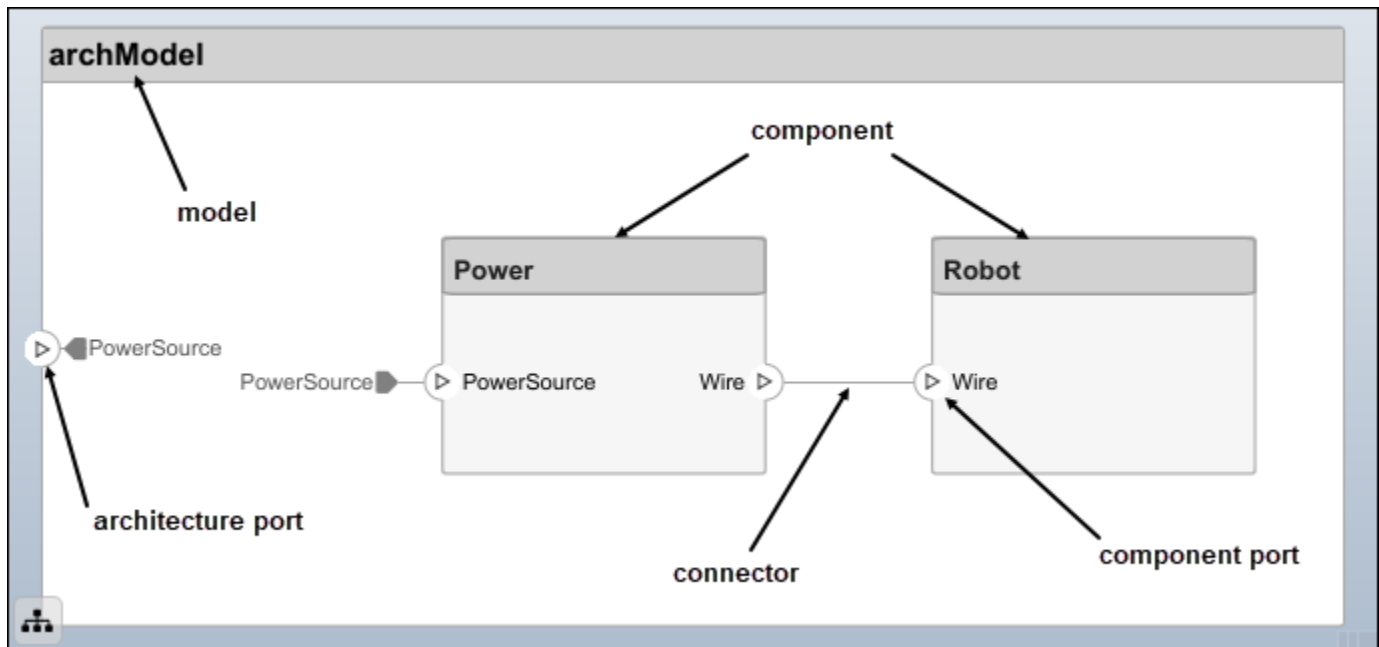 archModel
component
model
Power
Robot
PowerSource
PowerSource
PowerSource
Wire
Wire
architecture port
connector
component port